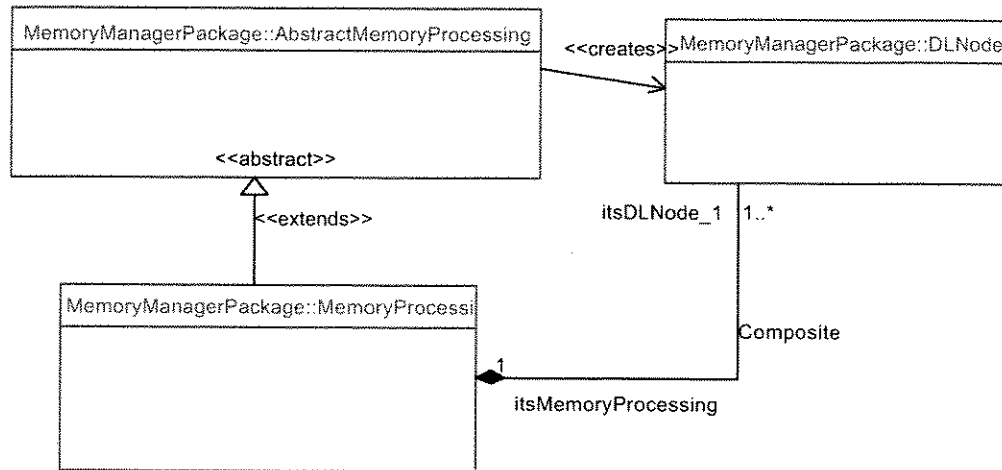 MemoryManagerPackage::AbstractMemoryProcessing
<<creates>>
MemoryManagerPackage::DLNode
<<abstract>>
<<extends>>
itsDLNode_1
1..*
MemoryManagerPackage::MemoryProcessi
Composite
1
itsMemoryProcessing